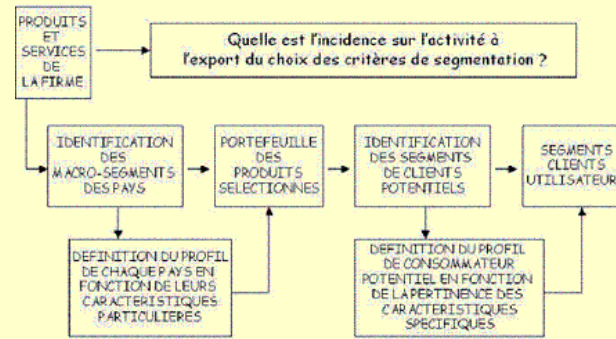 PRODUITS
ET
SERVICES
DE
LA FIRME
Quelle est l'incidence sur l'activité à
l'export du choix des critères de segmentation ?
IDENTIFICATION
DES
MACRO-SEGMENTS
DES PAYS
PORTEFEUILLE
DES
PRODUITS
SELECTIONNES
IDENTIFICATION
DES SEGMENTS
DE CLIENTS
POTENTIELS
SEGMENTS
CLIENTS
UTILISATEUR
DEFINITION DU PROFIL
DE CHAQUE PAYS EN
FONCTION DE LEURS
CARACTERISTIQUES
PARTICULIERES
DEFINITION DU PROFIL
DE CONSOMMATEUR
POTENTIEL EN FONCTION
DE LA PERTINENCE DES
CARACTERISTIQUES
SPECIFIQUES